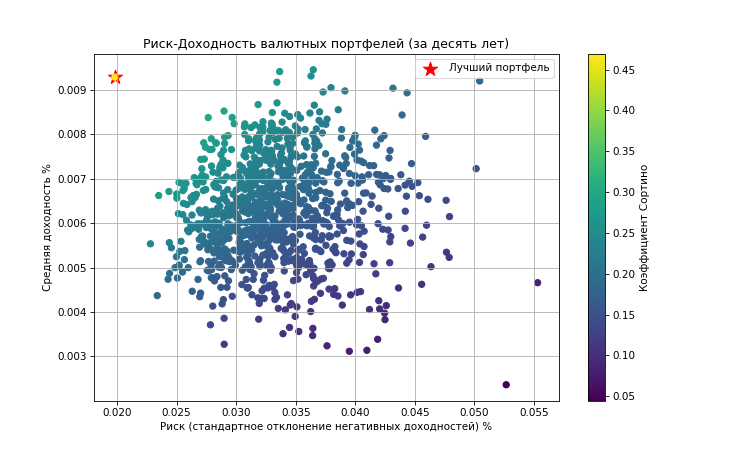 Риск-Доходность валютных портфелей (за десять лет)
Лучший портфель
0.009
0.008
0.007
0.006
0.005
0.004
0.003
Средняя доходность %
0.020 0.025 0.030 0.035 0.040 0.045 0.050 0.055
Риск (стандартное отклонение негативных доходностей) %
0.45
0.40
0.35
0.30
0.25
0.20
0.15
0.10
0.05
Коэффициент Сортино